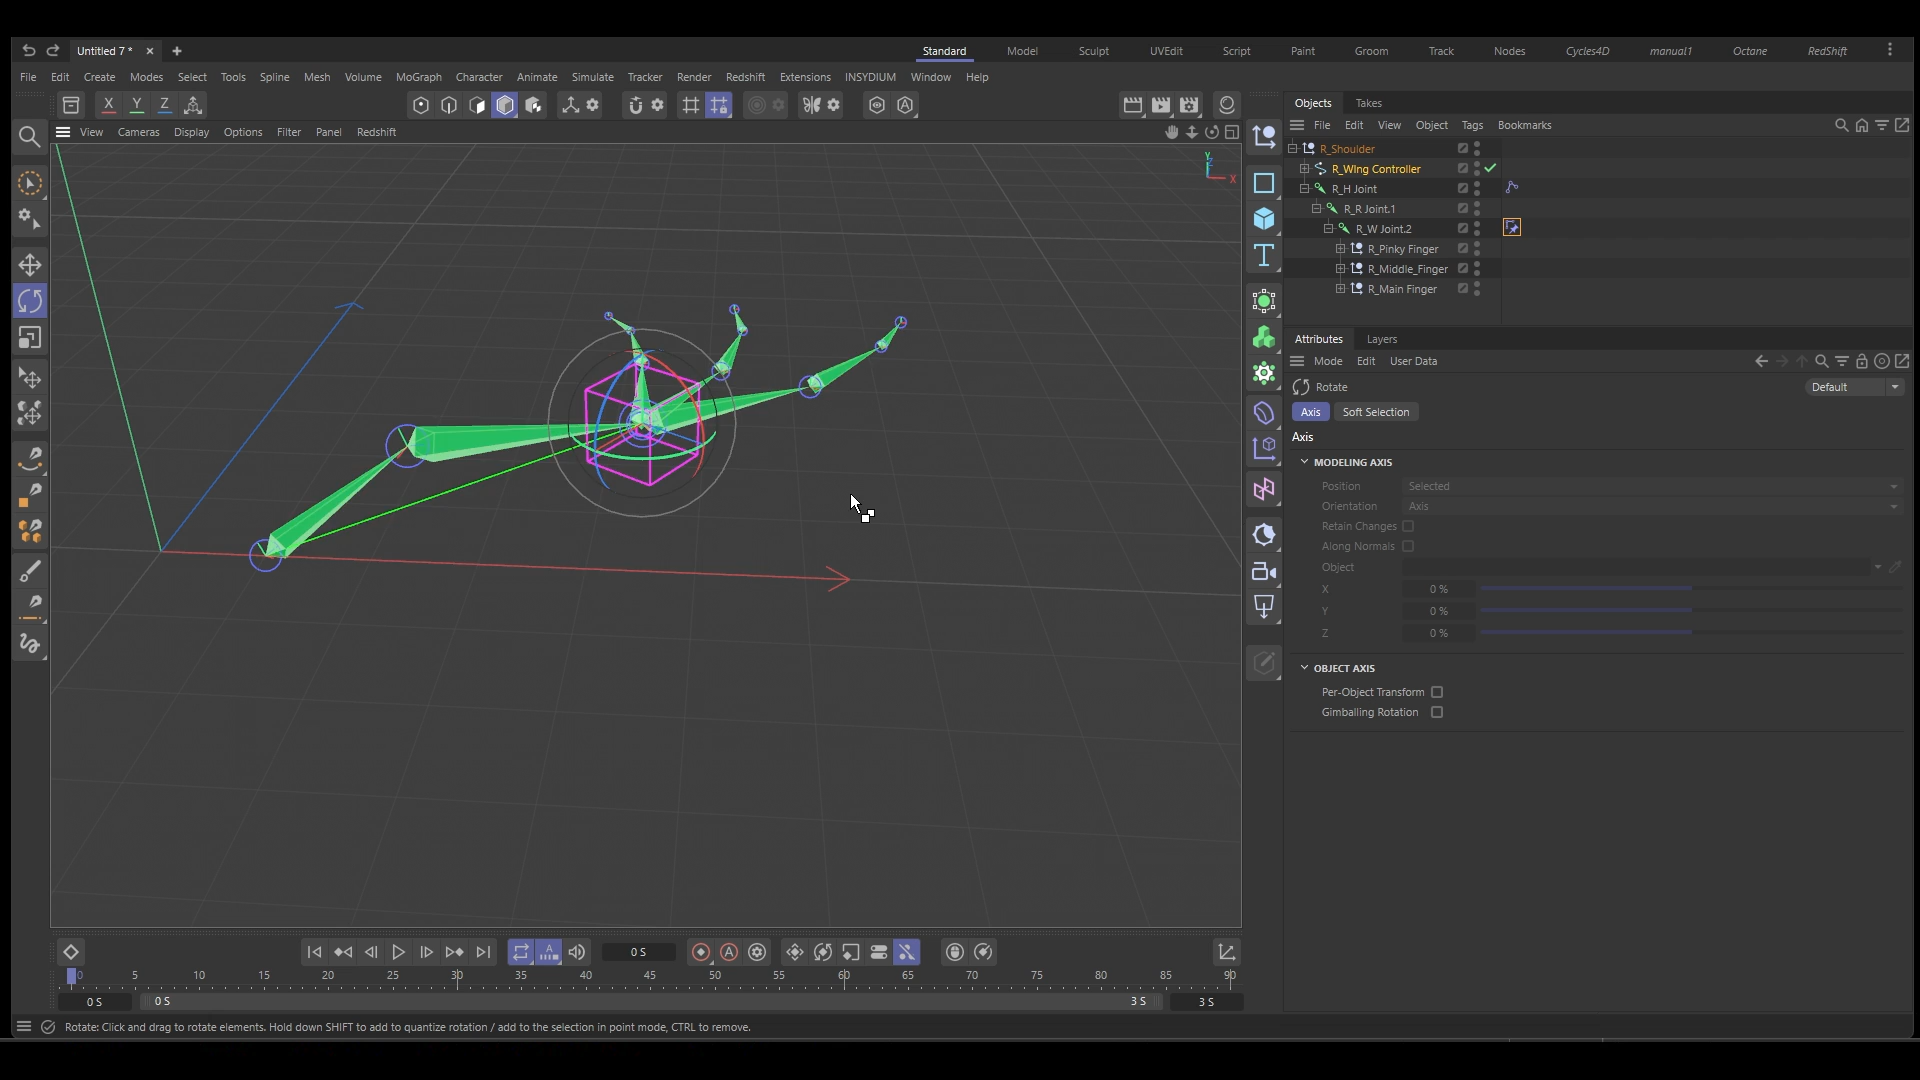 Untitled 7 *
Standard Model Sculpt UVEdit Script Paint Groom Track Nodes Cycles4D manual1 Octane RedShift
File Edit Create Modes Select Tools Spline Mesh Volume MoGraph Character Animate Simulate Tracker Render Redshift Extensions INSYDIUM Window Help
X Y Z
Objects Takes
View Cameras Display Options Filter Panel Redshift
File Edit View Object Tags Bookmarks
R_Shoulder
R_Wing Controller
R_H Joint
R_R Joint.1
R_W Joint.2
R_Pinky Finger
R_Middle_Finger
R_Main Finger
Y
Z
X
Attributes Layers
Mode Edit User Data
Rotate Default
Axis Soft Selection
Axis
MODELING AXIS
Position Selected
Orientation Axis
Retain Changes
Along Normals
Object
X 0 %
Y 0 %
Z 0 %
OBJECT AXIS
Per-Object Transform
Gimballing Rotation
0 S
0 5 10 15 20 25 30 35 40 45 50 55 60 65 70 75 80 85 90
0 S 0 S 3 S 3 S
Rotate: Click and drag to rotate elements. Hold down SHIFT to add to quantize rotation / add to the selection in point mode, CTRL to remove.